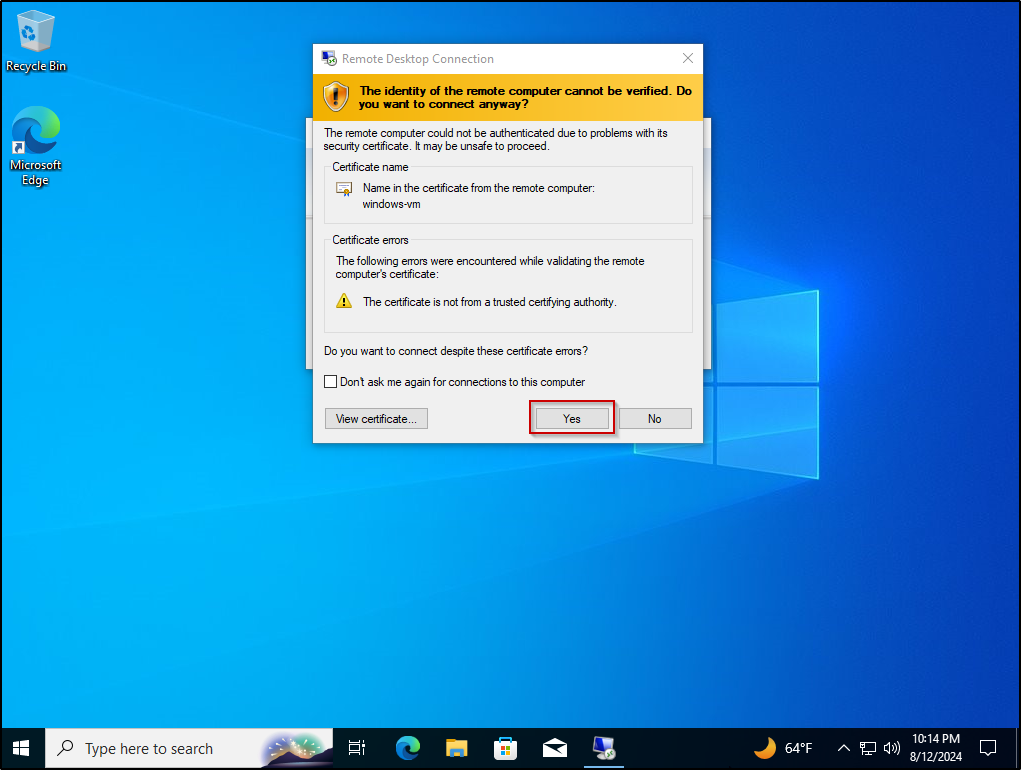 Recycle Bin
Microsoft
Edge
Remote Desktop Connection
The identity of the remote computer cannot be verified. Do
you want to connect anyway?
The remote computer could not be authenticated due to problems with its
security certificate. It may be unsafe to proceed.
Certificate name
Name in the certificate from the remote computer:
windows-vm
Certificate errors
The following errors were encountered while validating the remote
computer's certificate:
The certificate is not from a trusted certifying authority.
Do you want to connect despite these certificate errors?
Don't ask me again for connections to this computer
View certificate...
Yes
No
Type here to search
64°F
10:14 PM
8/12/2024